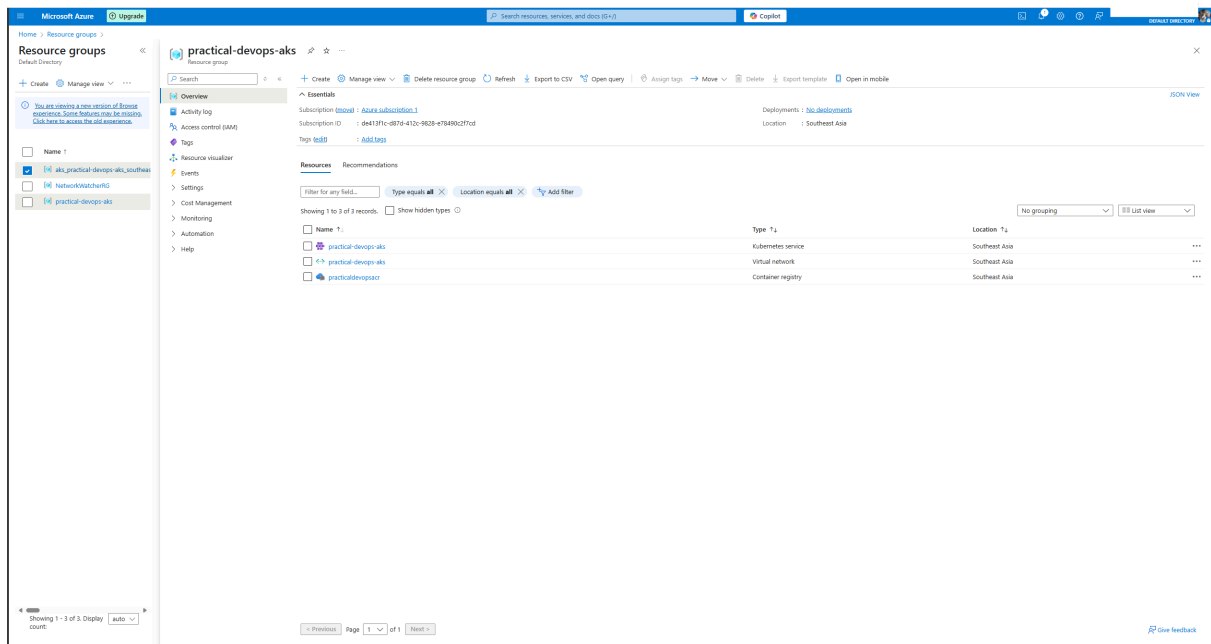 Microsoft Azure
Upgrade
Search resources, services, and docs (G+/)
Copilot
DEFAULT DIRECTORY
Home > Resource groups >
Resource groups
Default Directory
Create
Manage view
You are viewing a new version of Browse
experience. Some features may be missing.
Click here to access the old experience.
Name ↑
aks_practical-devops-aks_southeas
NetworkWatcherRG
practical-devops-aks
Showing 1 - 3 of 3. Display
count:
auto
practical-devops-aks
Resource group
Search
Overview
Activity log
Access control (IAM)
Tags
Resource visualizer
Events
Settings
Cost Management
Monitoring
Automation
Help
Create
Manage view
Delete resource group
Refresh
Export to CSV
Open query
Assign tags
Move
Delete
Export template
Open in mobile
Essentials
JSON View
Subscription (move) : Azure subscription 1
Subscription ID : de413f1c-d87d-412c-9828-e78490c2f7cd
Tags (edit) : Add tags
Deployments : No deployments
Location : Southeast Asia
Resources Recommendations
Filter for any field...
Type equals all
Location equals all
Add filter
Showing 1 to 3 of 3 records.
Show hidden types
No grouping
List view
Name ↑↓ Type ↑↓ Location ↑↓
practical-devops-aks Kubernetes service Southeast Asia
practical-devops-aks Virtual network Southeast Asia
practicaldevopsacr Container registry Southeast Asia
< Previous Page 1 of 1 Next >
Give feedback